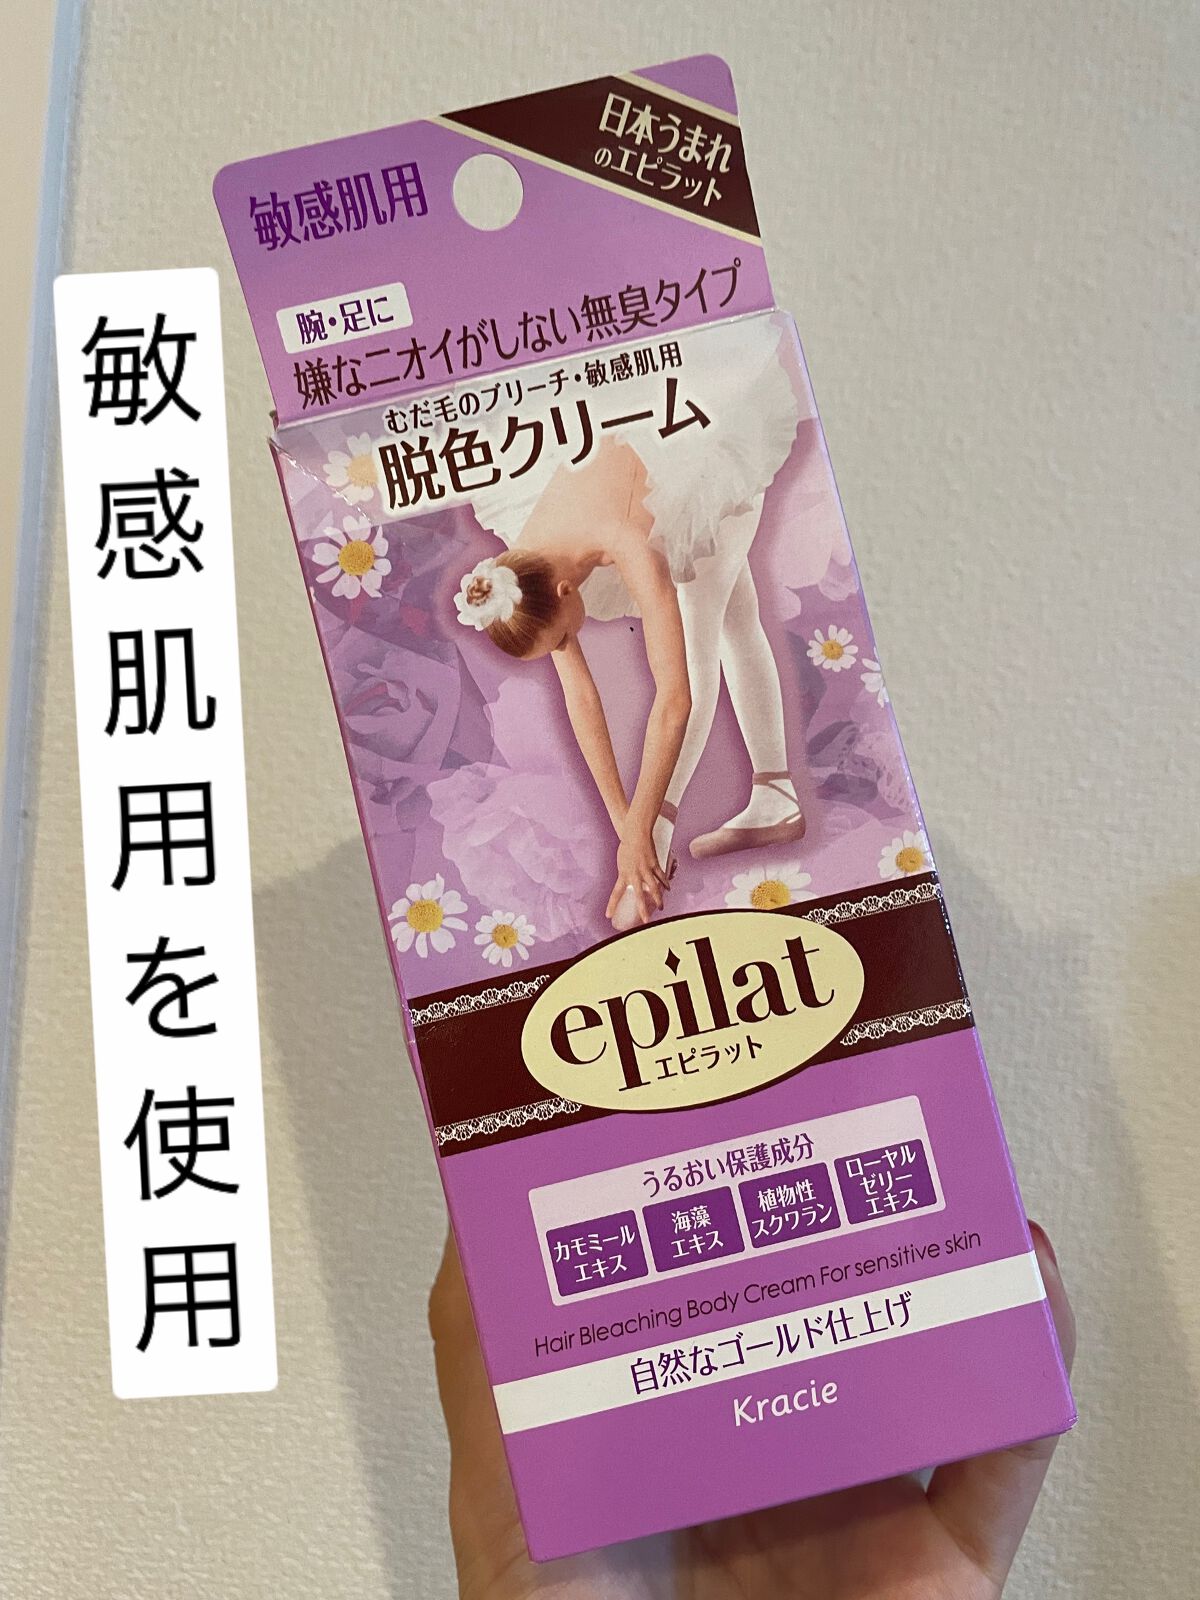 敏感肌用を使用
日本うまれ
のエピラット
敏感肌用
腕・足に
嫌なニオイがしない無臭タイプ
むだ毛のブリーチ・敏感肌用
脱色クリーム
epilat
エピラット
うるおい保護成分
カモミール
エキス
海藻
エキス
植物性
スクワラン
ローヤル
ゼリー
エキス
Hair Bleaching Body Cream For sensitive skin
自然なゴールド仕上げ
Kracie